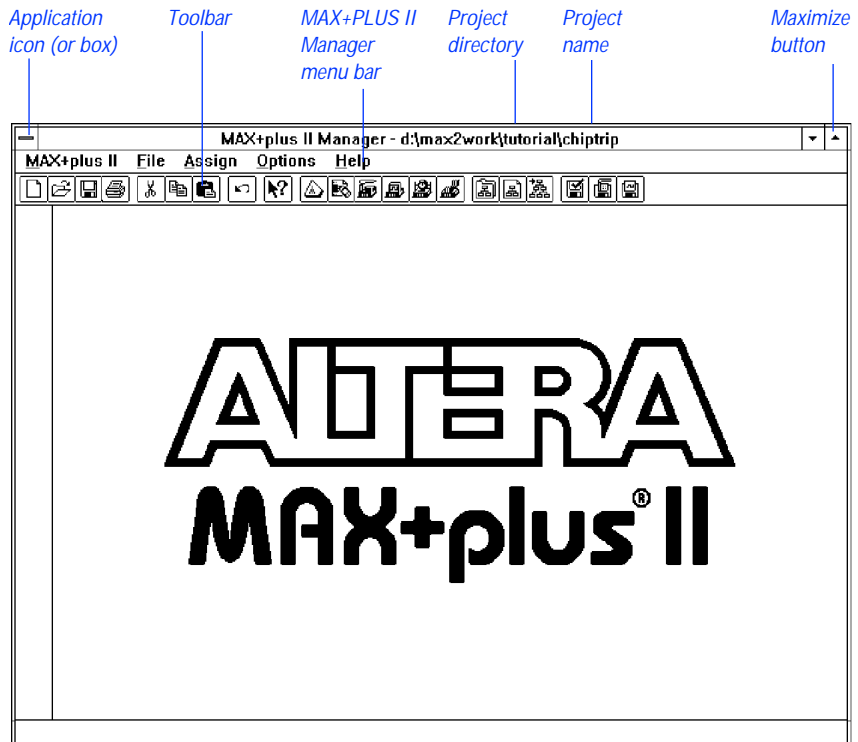 Application icon (or box)
Toolbar
MAX+PLUS II Manager menu bar
Project directory
Project name
Maximize button
MAX+plus II Manager - d:\max2work\tutorial\chiptrip
MAX+plus II File Assign Options Help
ALTERA
MAX+plus® II